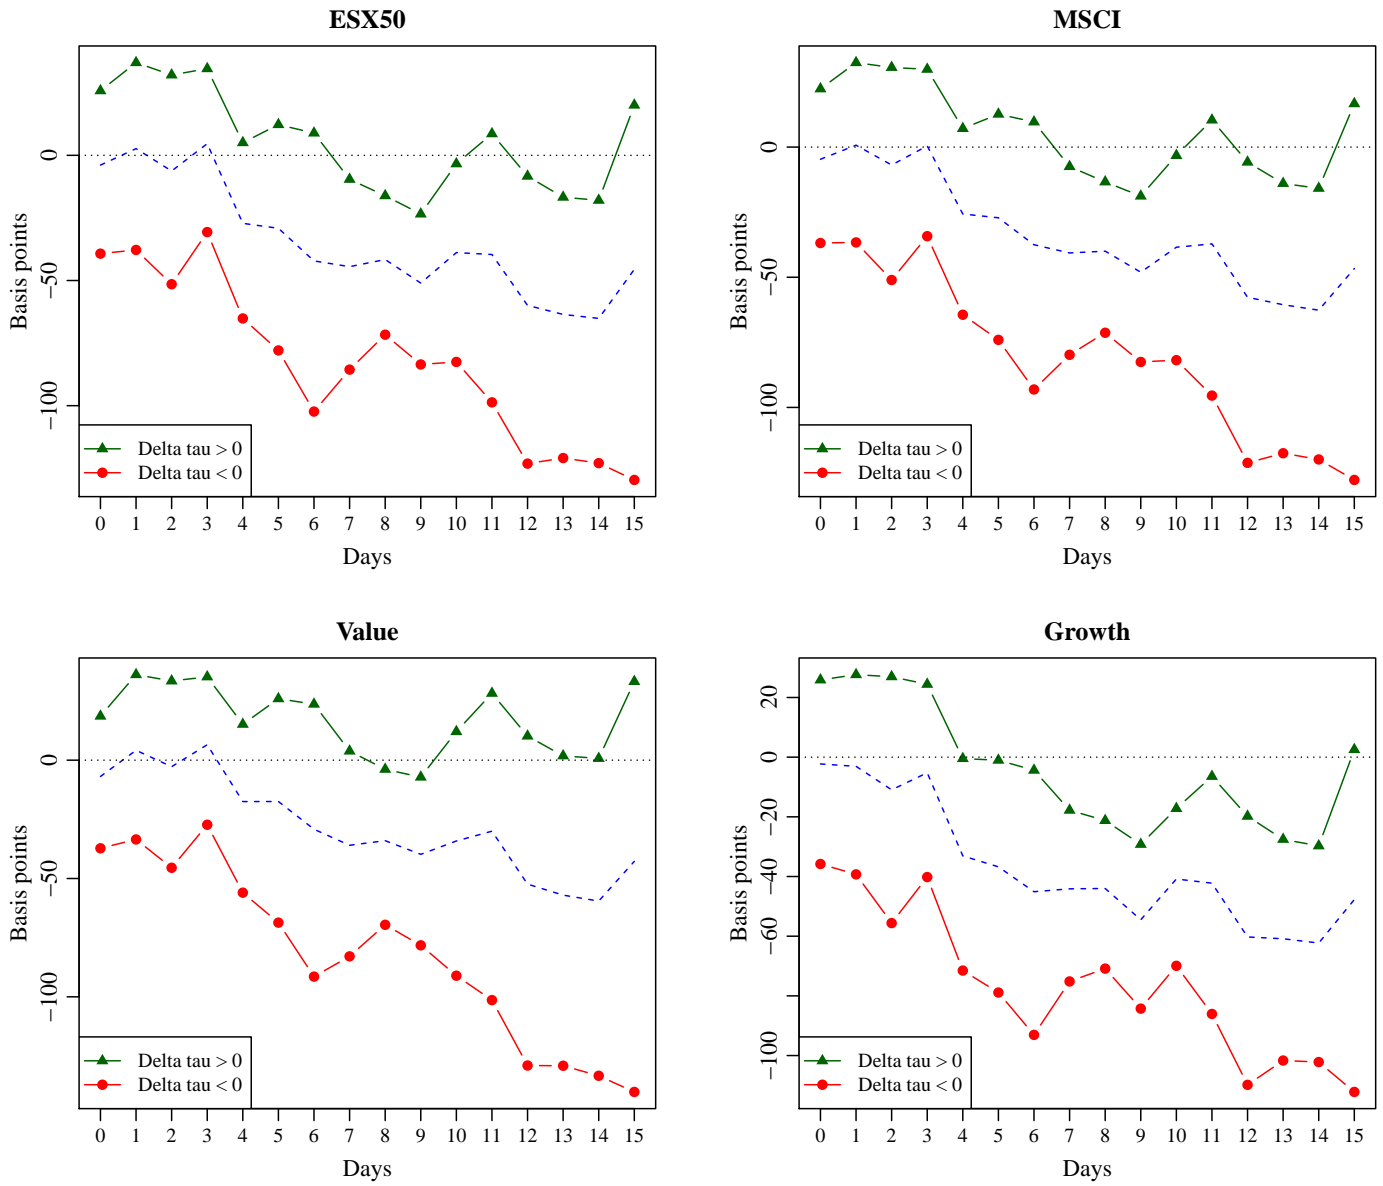 ESX50
0
−50
−100
Basis points
Delta tau > 0
Delta tau < 0
0 1 2 3 4 5 6 7 8 9 10 11 12 13 14 15
Days
MSCI
0
−50
−100
Basis points
Delta tau > 0
Delta tau < 0
0 1 2 3 4 5 6 7 8 9 10 11 12 13 14 15
Days
Value
0
−50
−100
Basis points
Delta tau > 0
Delta tau < 0
0 1 2 3 4 5 6 7 8 9 10 11 12 13 14 15
Days
Growth
20
0
−20
−40
−60
−100
Basis points
Delta tau > 0
Delta tau < 0
0 1 2 3 4 5 6 7 8 9 10 11 12 13 14 15
Days